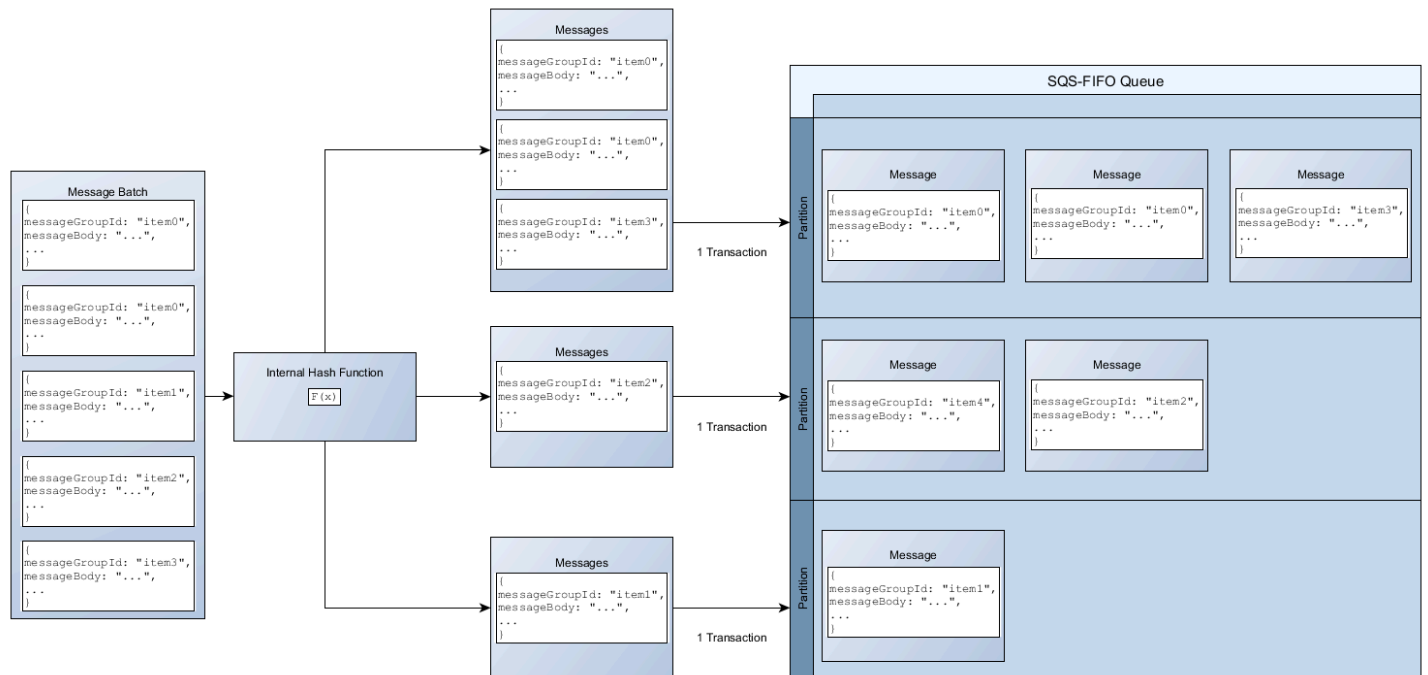 Message Batch
{
messageGroupId: "item0",
messageBody: "...",
...
}
{
messageGroupId: "item0",
messageBody: "...",
...
}
{
messageGroupId: "item1",
messageBody: "...",
...
}
{
messageGroupId: "item2",
messageBody: "...",
...
}
{
messageGroupId: "item3",
messageBody: "...",
...
}
Internal Hash Function
F(x)
Messages
{
messageGroupId: "item0",
messageBody: "...",
...
}
{
messageGroupId: "item0",
messageBody: "...",
...
}
{
messageGroupId: "item3",
messageBody: "...",
...
}
1 Transaction
Messages
{
messageGroupId: "item2",
messageBody: "...",
...
}
1 Transaction
Messages
{
messageGroupId: "item1",
messageBody: "...",
...
}
1 Transaction
SQS-FIFO Queue
Partition
Message
{
messageGroupId: "item0",
messageBody: "...",
...
}
Message
{
messageGroupId: "item0",
messageBody: "...",
...
}
Message
{
messageGroupId: "item3",
messageBody: "...",
...
}
Partition
Message
{
messageGroupId: "item4",
messageBody: "...",
...
}
Message
{
messageGroupId: "item2",
messageBody: "...",
...
}
Partition
Message
{
messageGroupId: "item1",
messageBody: "...",
...
}